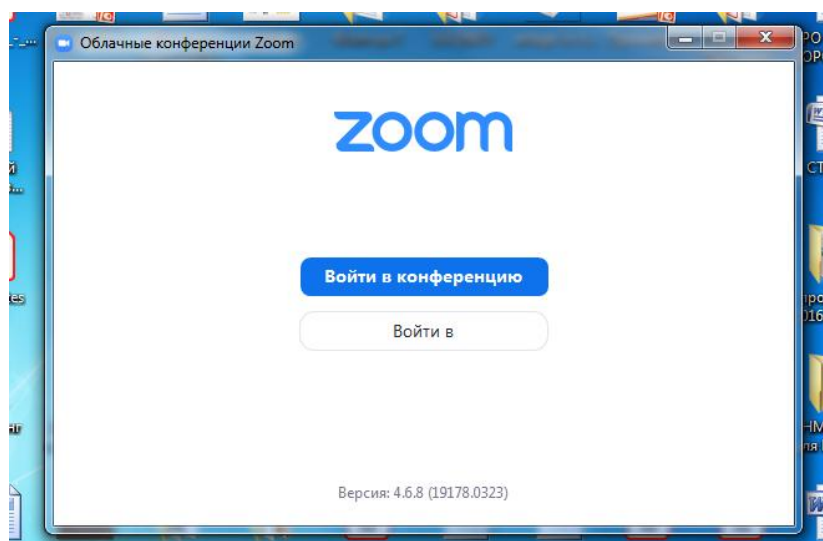 Облачные конференции Zoom
zoom
Войти в конференцию
Войти в
Версия: 4.6.8 (19178.0323)